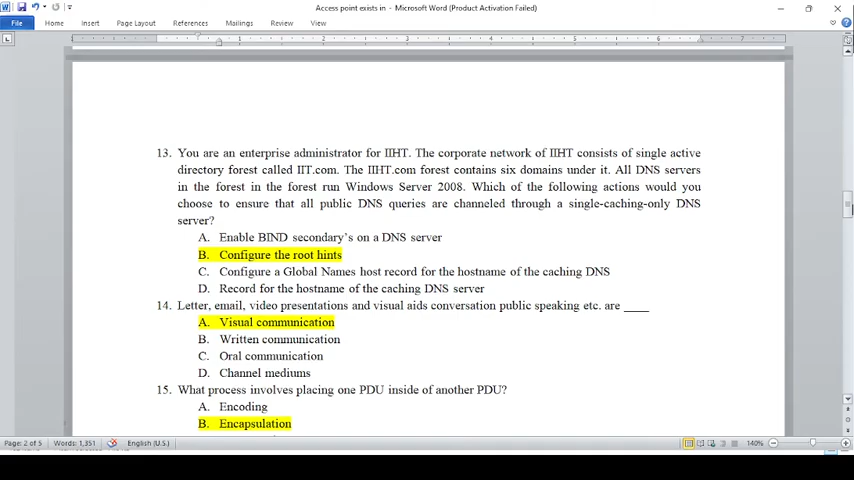 Access point exists in - Microsoft Word (Product Activation Failed)
File Home Insert Page Layout References Mailings Review View
13. You are an enterprise administrator for IIHT. The corporate network of IIHT consists of single active
directory forest called IIT.com. The IIHT.com forest contains six domains under it. All DNS servers
in the forest in the forest run Windows Server 2008. Which of the following actions would you
choose to ensure that all public DNS queries are channeled through a single-caching-only DNS
server?
A. Enable BIND secondary's on a DNS server
B. Configure the root hints
C. Configure a Global Names host record for the hostname of the caching DNS
D. Record for the hostname of the caching DNS server
14. Letter, email, video presentations and visual aids conversation public speaking etc. are ____
A. Visual communication
B. Written communication
C. Oral communication
D. Channel mediums
15. What process involves placing one PDU inside of another PDU?
A. Encoding
B. Encapsulation
Page: 2 of 5 Words: 1,351 English (U.S.) 140%